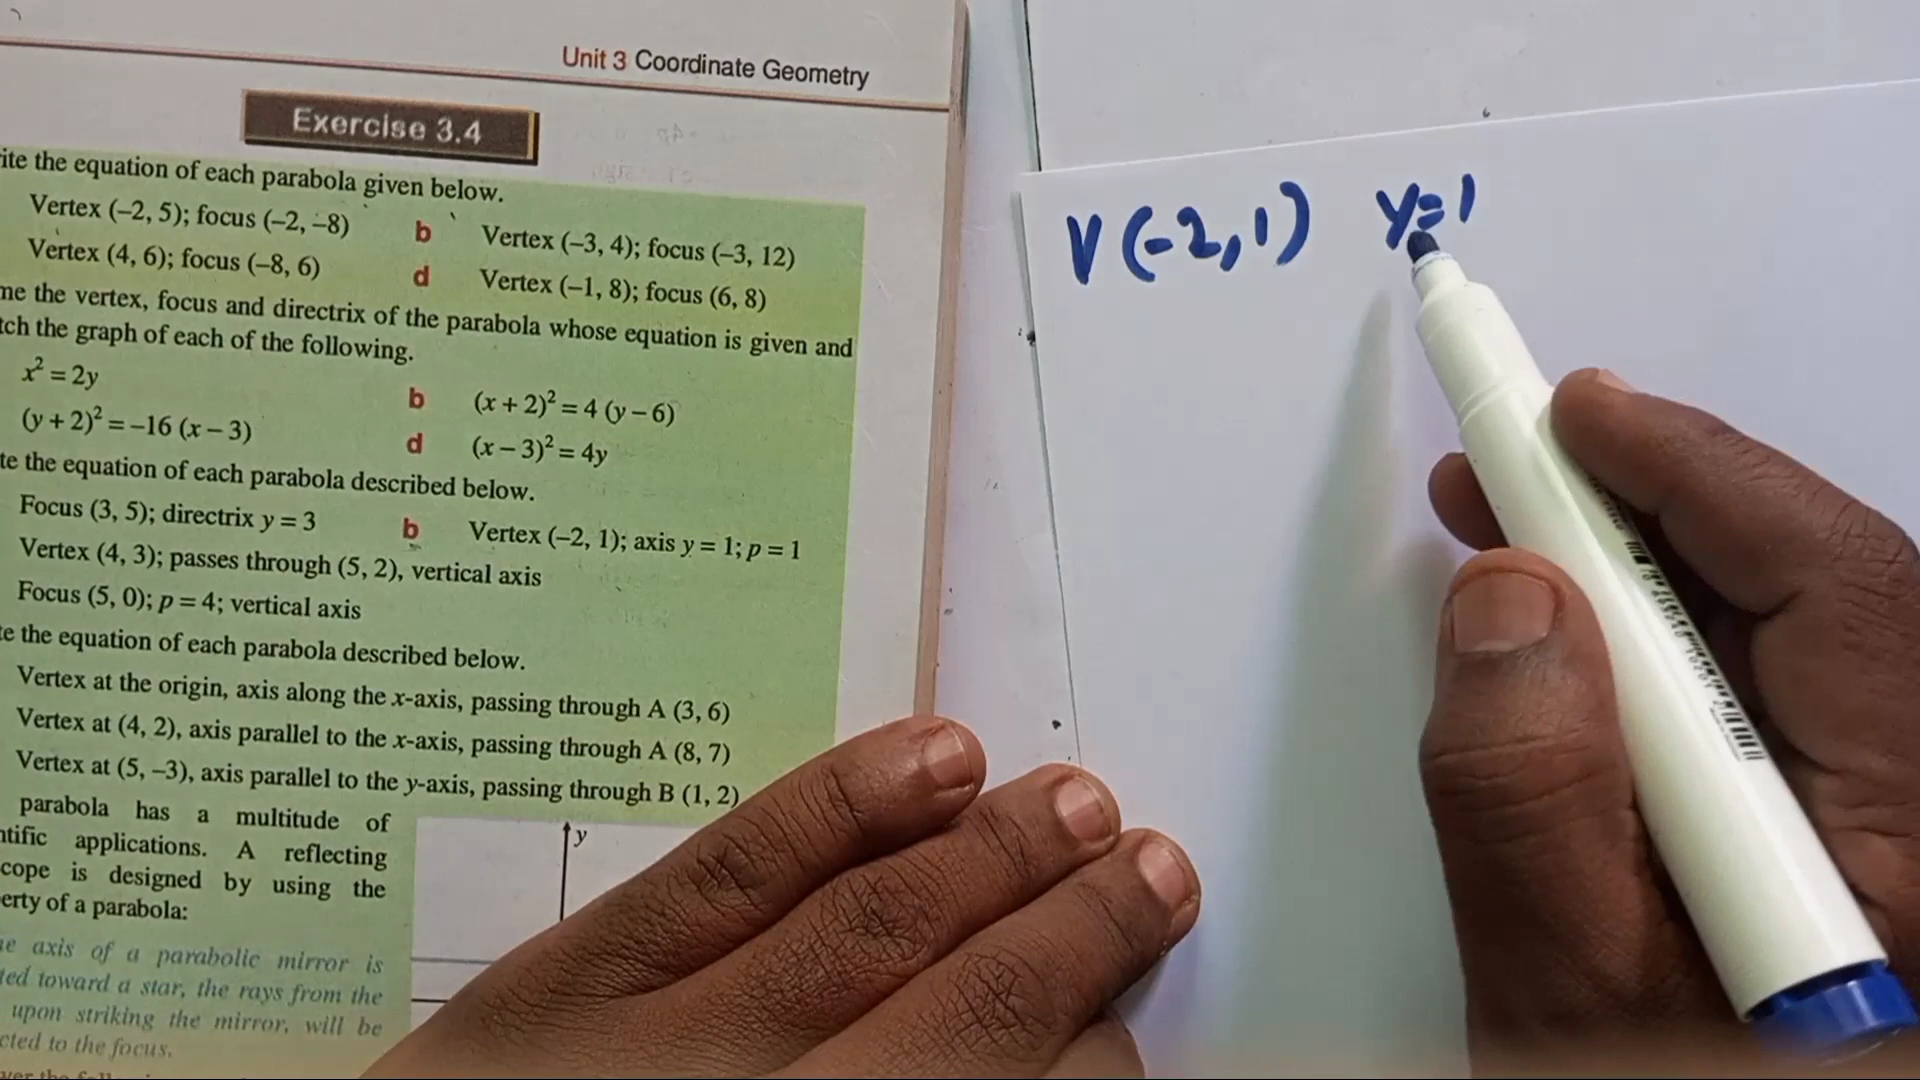 Unit 3 Coordinate Geometry
Exercise 3.4
ite the equation of each parabola given below.
Vertex (–2, 5); focus (–2, –8)
b Vertex (–3, 4); focus (–3, 12)
Vertex (4, 6); focus (–8, 6)
d Vertex (–1, 8); focus (6, 8)
me the vertex, focus and directrix of the parabola whose equation is given and
tch the graph of each of the following.
x² = 2y
b (x + 2)² = 4 (y – 6)
(y + 2)² = –16 (x – 3)
d (x – 3)² = 4y
te the equation of each parabola described below.
Focus (3, 5); directrix y = 3
b Vertex (–2, 1); axis y = 1; p = 1
Vertex (4, 3); passes through (5, 2), vertical axis
Focus (5, 0); p = 4; vertical axis
te the equation of each parabola described below.
Vertex at the origin, axis along the x-axis, passing through A (3, 6)
Vertex at (4, 2), axis parallel to the x-axis, passing through A (8, 7)
Vertex at (5, –3), axis parallel to the y-axis, passing through B (1, 2)
parabola has a multitude of
ntific applications. A reflecting
cope is designed by using the
erty of a parabola:
e axis of a parabolic mirror is
ted toward a star, the rays from the
upon striking the mirror, will be
cted to the focus.
y
V(-2,1) y=1